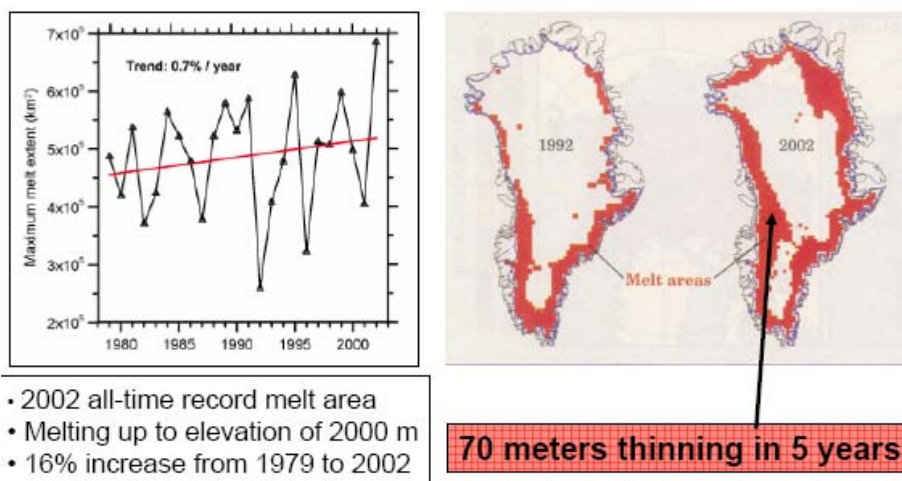 7x10⁵
6x10⁵
5x10⁵
4x10⁵
3x10⁵
2x10⁵
Maximum melt extent (km²)
Trend: 0.7% / year
1980 1985 1990 1995 2000
1992
2002
Melt areas
• 2002 all-time record melt area
• Melting up to elevation of 2000 m
• 16% increase from 1979 to 2002
70 meters thinning in 5 years